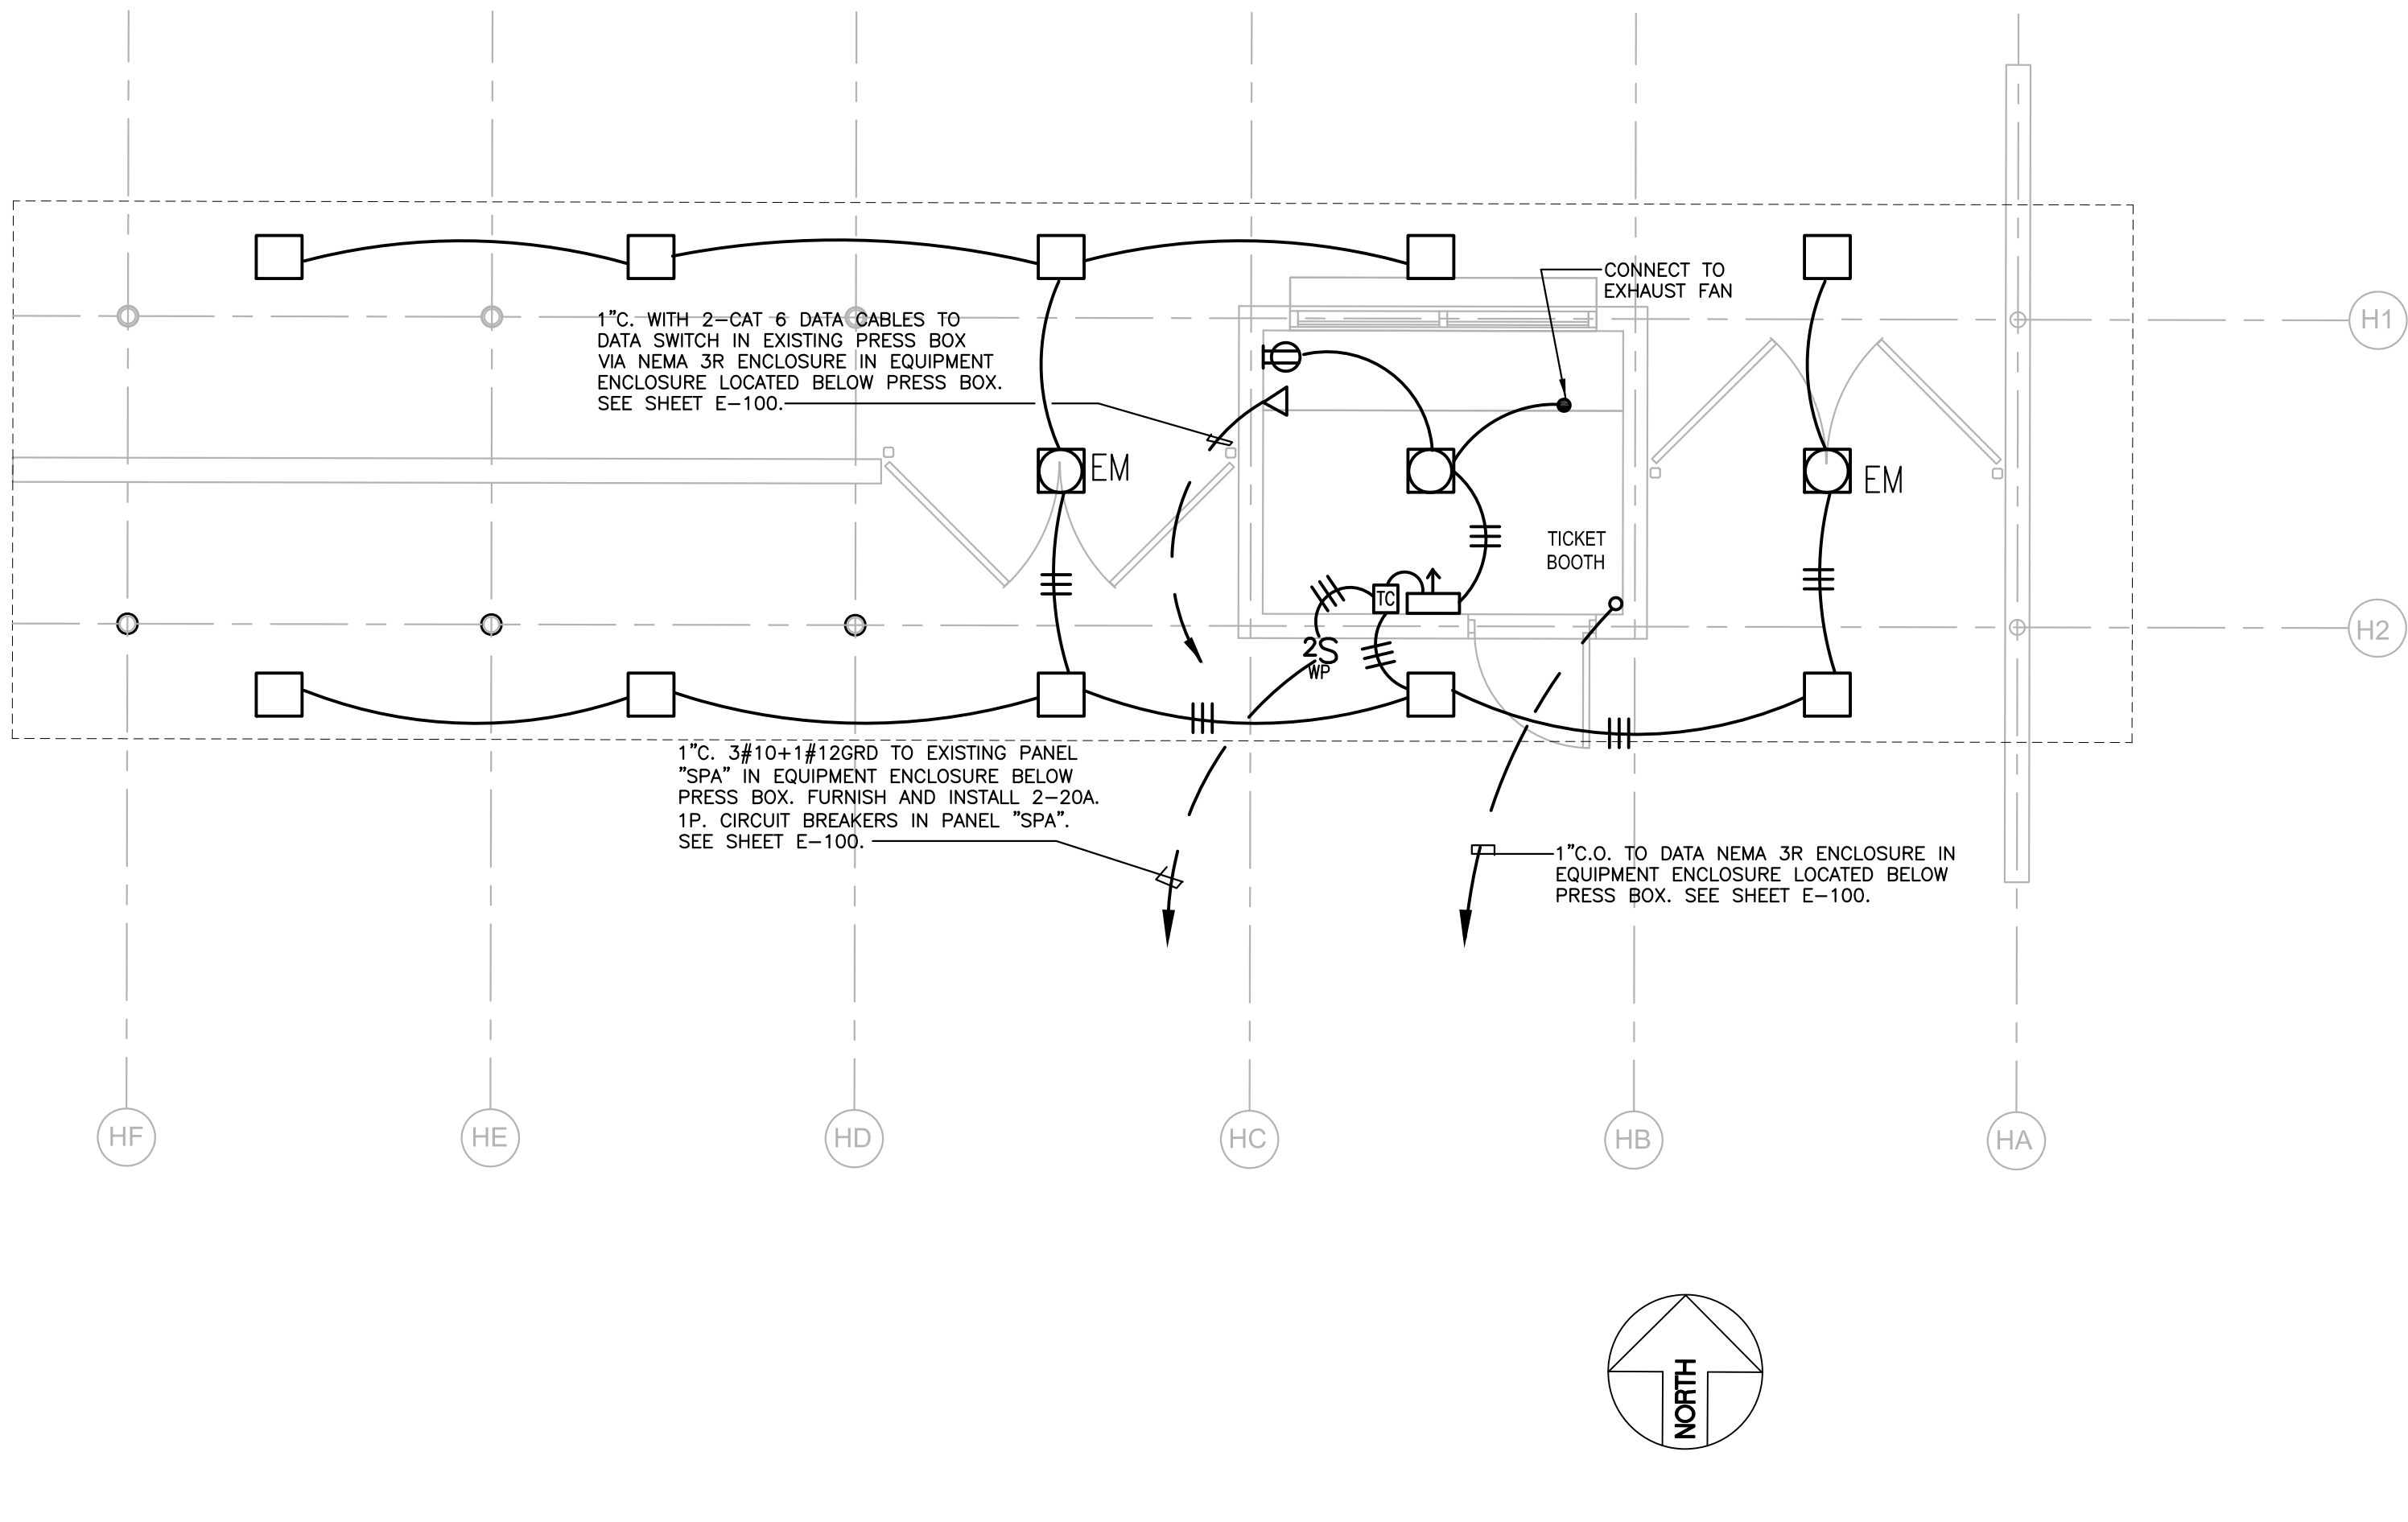 CONNECT TO
EXHAUST FAN
H1
1"C. WITH 2-CAT 6 DATA CABLES TO
DATA SWITCH IN EXISTING PRESS BOX
VIA NEMA 3R ENCLOSURE IN EQUIPMENT
ENCLOSURE LOCATED BELOW PRESS BOX.
SEE SHEET E-100.
EM
EM
TICKET
BOOTH
TC
2S
WP
H2
1"C. 3#10+1#12GRD TO EXISTING PANEL
"SPA" IN EQUIPMENT ENCLOSURE BELOW
PRESS BOX. FURNISH AND INSTALL 2-20A.
1P. CIRCUIT BREAKERS IN PANEL "SPA".
SEE SHEET E-100.
1"C.O. TO DATA NEMA 3R ENCLOSURE IN
EQUIPMENT ENCLOSURE LOCATED BELOW
PRESS BOX. SEE SHEET E-100.
HF
HE
HD
HC
HB
HA
NORTH